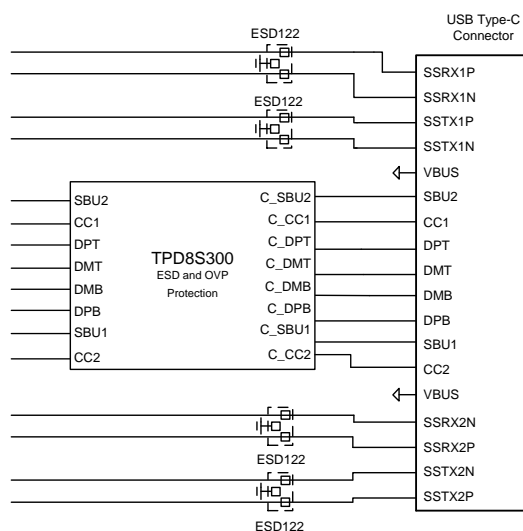 USB Type-C
Connector
ESD122
SSRX1P
SSRX1N
ESD122
SSTX1P
SSTX1N
VBUS
SBU2
C_SBU2
SBU2
CC1
C_CC1
CC1
DPT
C_DPT
DPT
TPD8S300
ESD and OVP
Protection
DMT
C_DMT
DMT
DMB
C_DMB
DMB
DPB
C_DPB
DPB
SBU1
C_SBU1
SBU1
CC2
C_CC2
CC2
VBUS
SSRX2N
SSRX2P
ESD122
SSTX2N
SSTX2P
ESD122